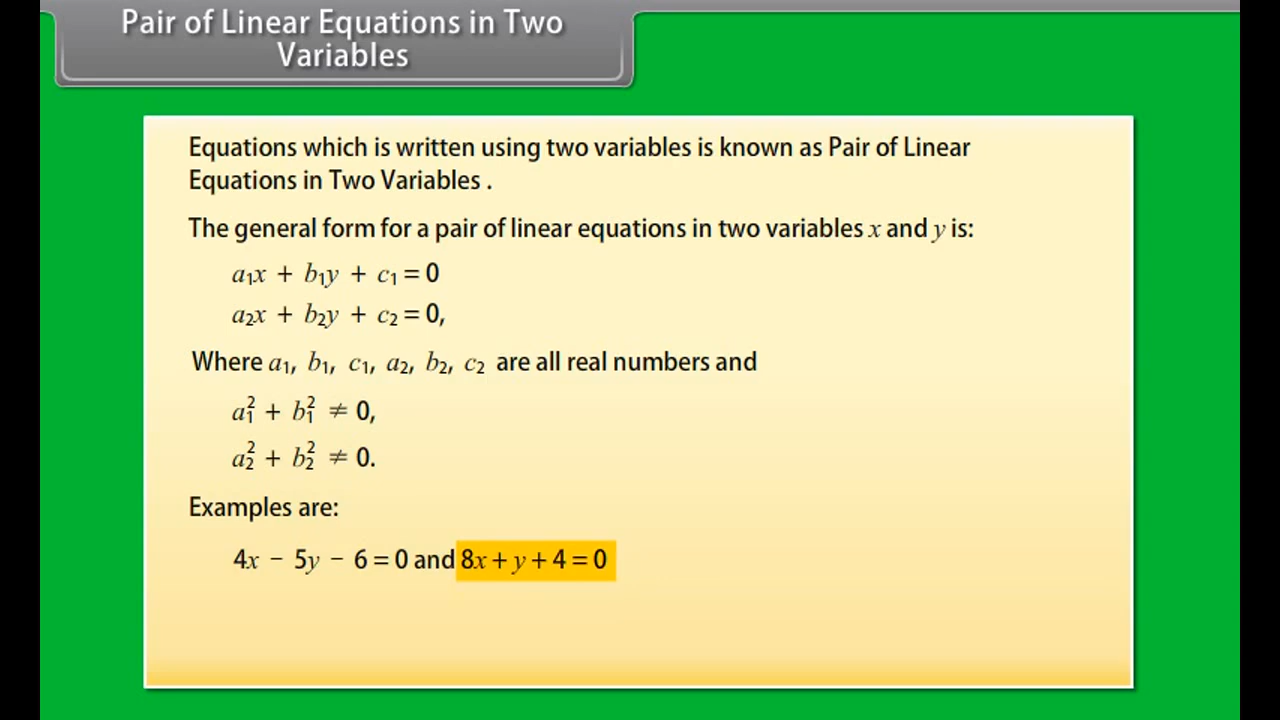 Pair of Linear Equations in Two
Variables
Equations which is written using two variables is known as Pair of Linear
Equations in Two Variables .
The general form for a pair of linear equations in two variables x and y is:
a₁x + b₁y + c₁ = 0
a₂x + b₂y + c₂ = 0,
Where a₁, b₁, c₁, a₂, b₂, c₂ are all real numbers and
a₁² + b₁² ≠ 0,
a₂² + b₂² ≠ 0.
Examples are:
4x − 5y − 6 = 0 and 8x + y + 4 = 0